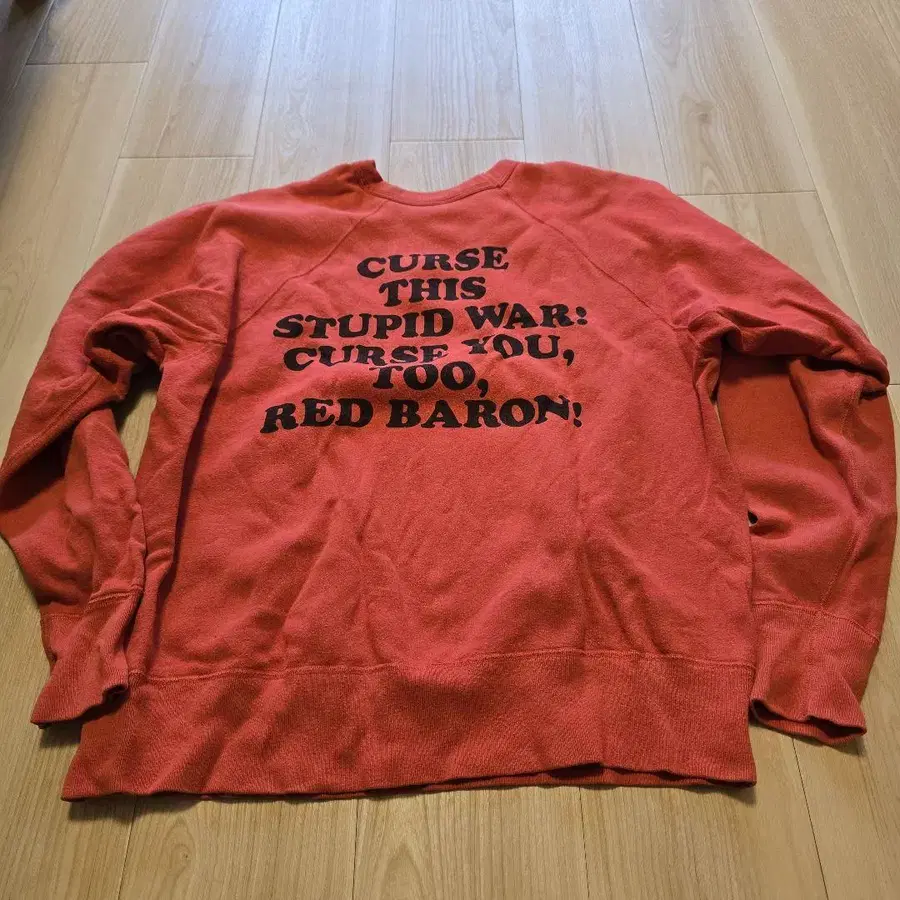 CURSE
THIS
STUPID WAR!
CURSE YOU,
TOO,
RED BARON!